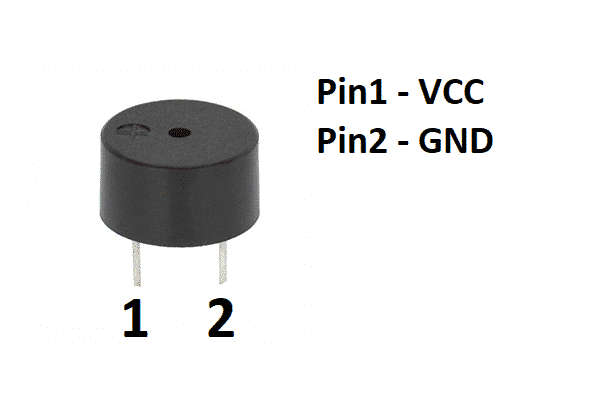 Pin1 - VCC
Pin2 - GND
1 2